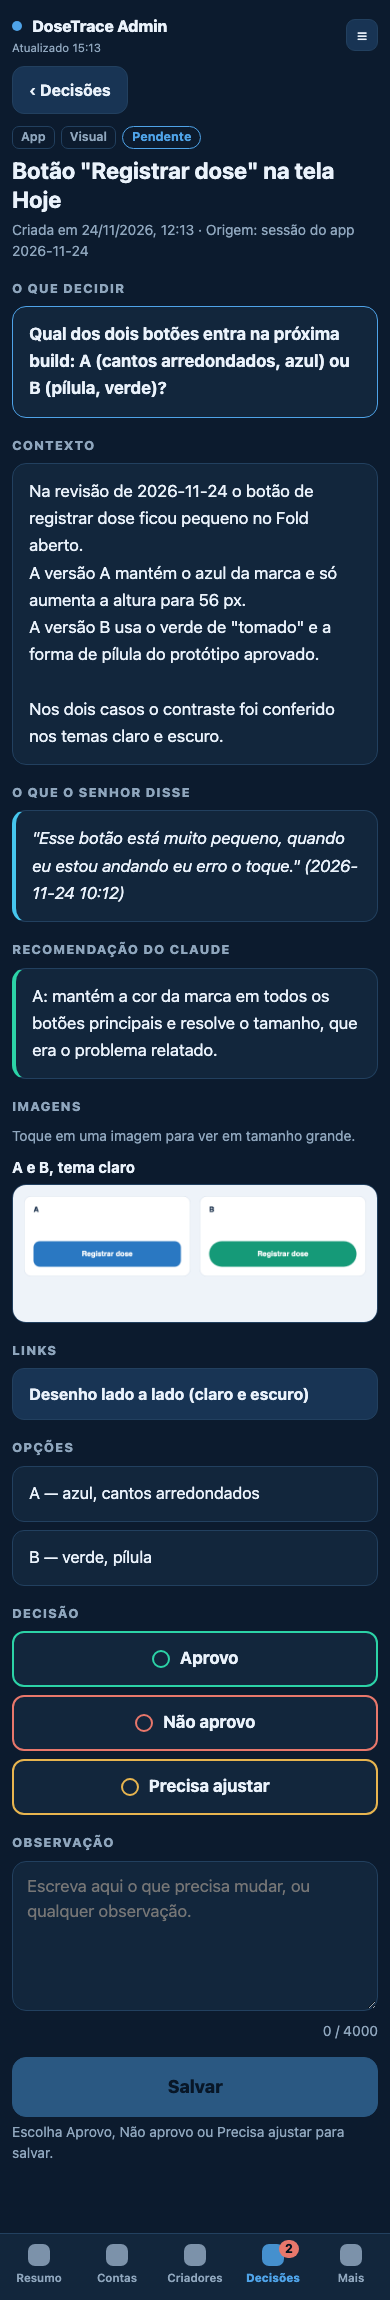 DoseTrace Admin
Atualizado 15:13
≡
‹ Decisões
App Visual Pendente
Botão "Registrar dose" na tela
Hoje
Criada em 24/11/2026, 12:13 · Origem: sessão do app
2026-11-24
O QUE DECIDIR
Qual dos dois botões entra na próxima
build: A (cantos arredondados, azul) ou
B (pílula, verde)?
CONTEXTO
Na revisão de 2026-11-24 o botão de
registrar dose ficou pequeno no Fold
aberto.
A versão A mantém o azul da marca e só
aumenta a altura para 56 px.
A versão B usa o verde de "tomado" e a
forma de pílula do protótipo aprovado.
Nos dois casos o contraste foi conferido
nos temas claro e escuro.
O QUE O SENHOR DISSE
"Esse botão está muito pequeno, quando
eu estou andando eu erro o toque." (2026-
11-24 10:12)
RECOMENDAÇÃO DO CLAUDE
A: mantém a cor da marca em todos os
botões principais e resolve o tamanho, que
era o problema relatado.
IMAGENS
Toque em uma imagem para ver em tamanho grande.
A e B, tema claro
A B
Registrar dose Registrar dose
LINKS
Desenho lado a lado (claro e escuro)
OPÇÕES
A — azul, cantos arredondados
B — verde, pílula
DECISÃO
Aprovo
Não aprovo
Precisa ajustar
OBSERVAÇÃO
Escreva aqui o que precisa mudar, ou
qualquer observação.
0 / 4000
Salvar
Escolha Aprovo, Não aprovo ou Precisa ajustar para
salvar.
2
Resumo Contas Criadores Decisões Mais